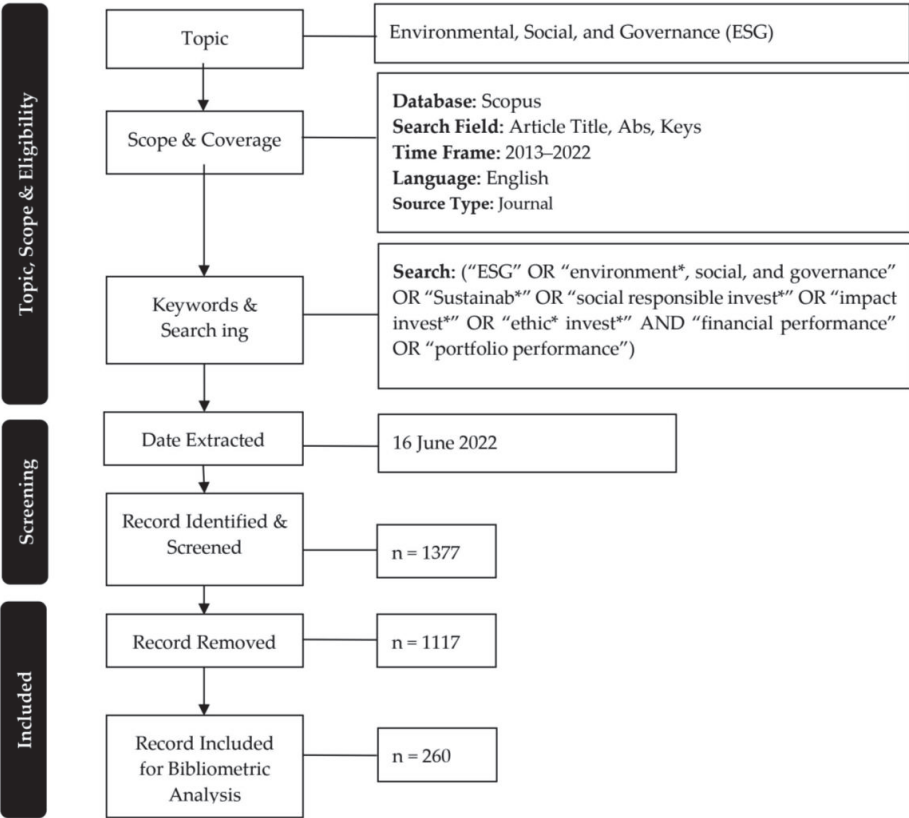 Topic, Scope & Eligibility
Topic
Environmental, Social, and Governance (ESG)
Scope & Coverage
Database: Scopus
Search Field: Article Title, Abs, Keys
Time Frame: 2013–2022
Language: English
Source Type: Journal
Keywords &
Search ing
Search: (“ESG” OR “environment*, social, and governance”
OR “Sustainab*” OR “social responsible invest*” OR “impact
invest*” OR “ethic* invest*” AND “financial performance”
OR “portfolio performance”)
Screening
Date Extracted
16 June 2022
Record Identified &
Screened
n = 1377
Included
Record Removed
n = 1117
Record Included
for Bibliometric
Analysis
n = 260